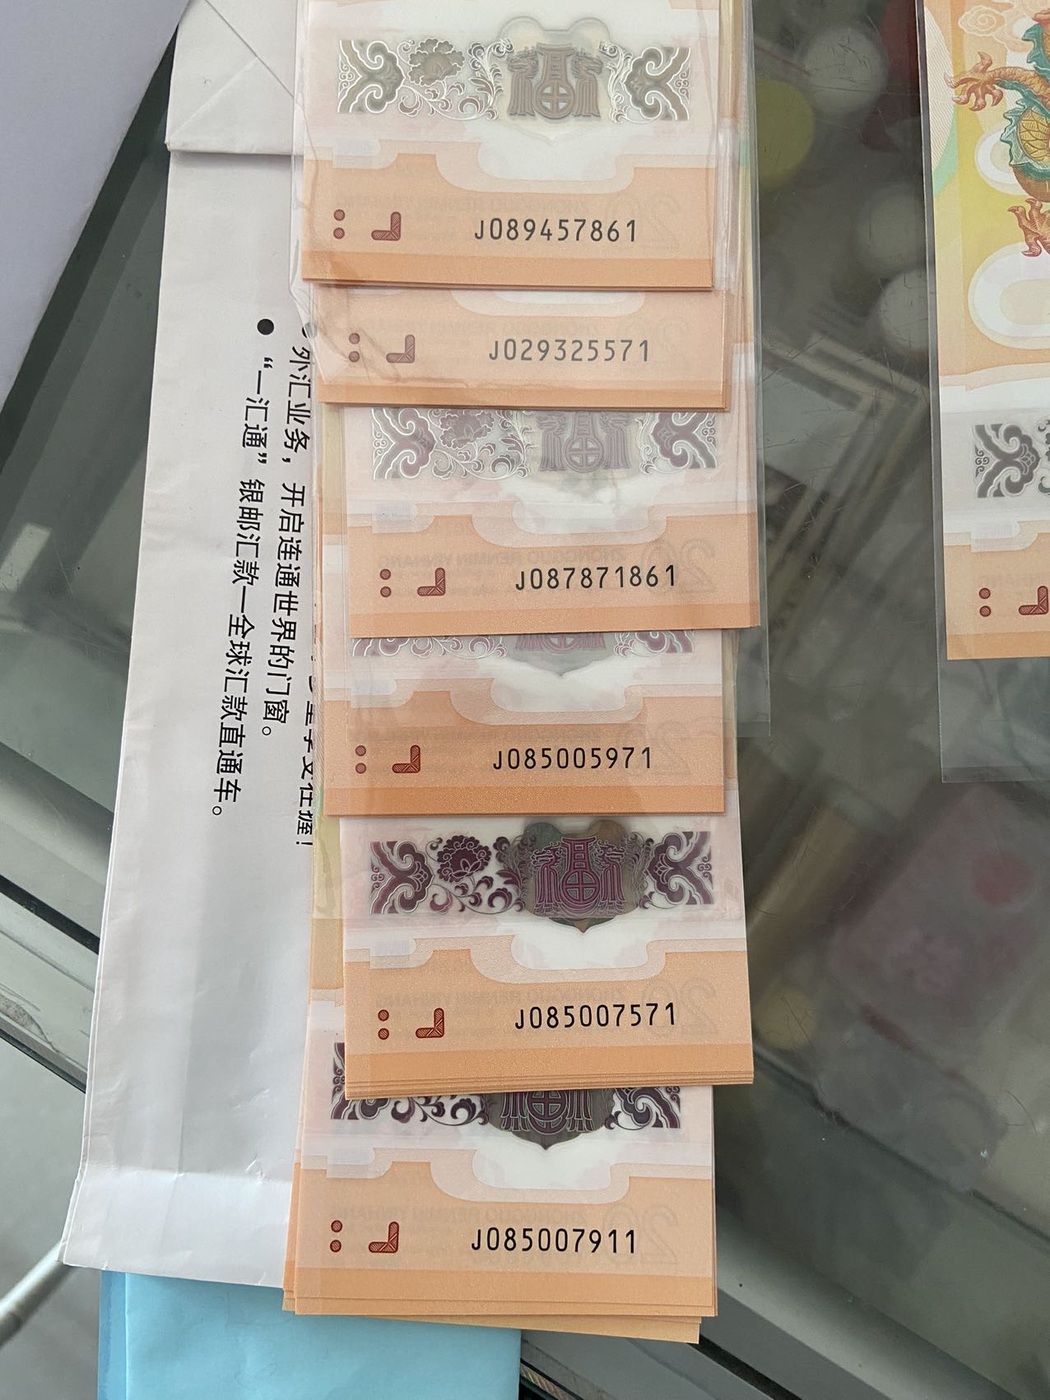 J089457861
J029325571
J087871861
J085005971
J085007571
J085007911
外汇业务，开启连通世界的门窗。
● “一汇通”银邮汇款—全球汇款直通车。